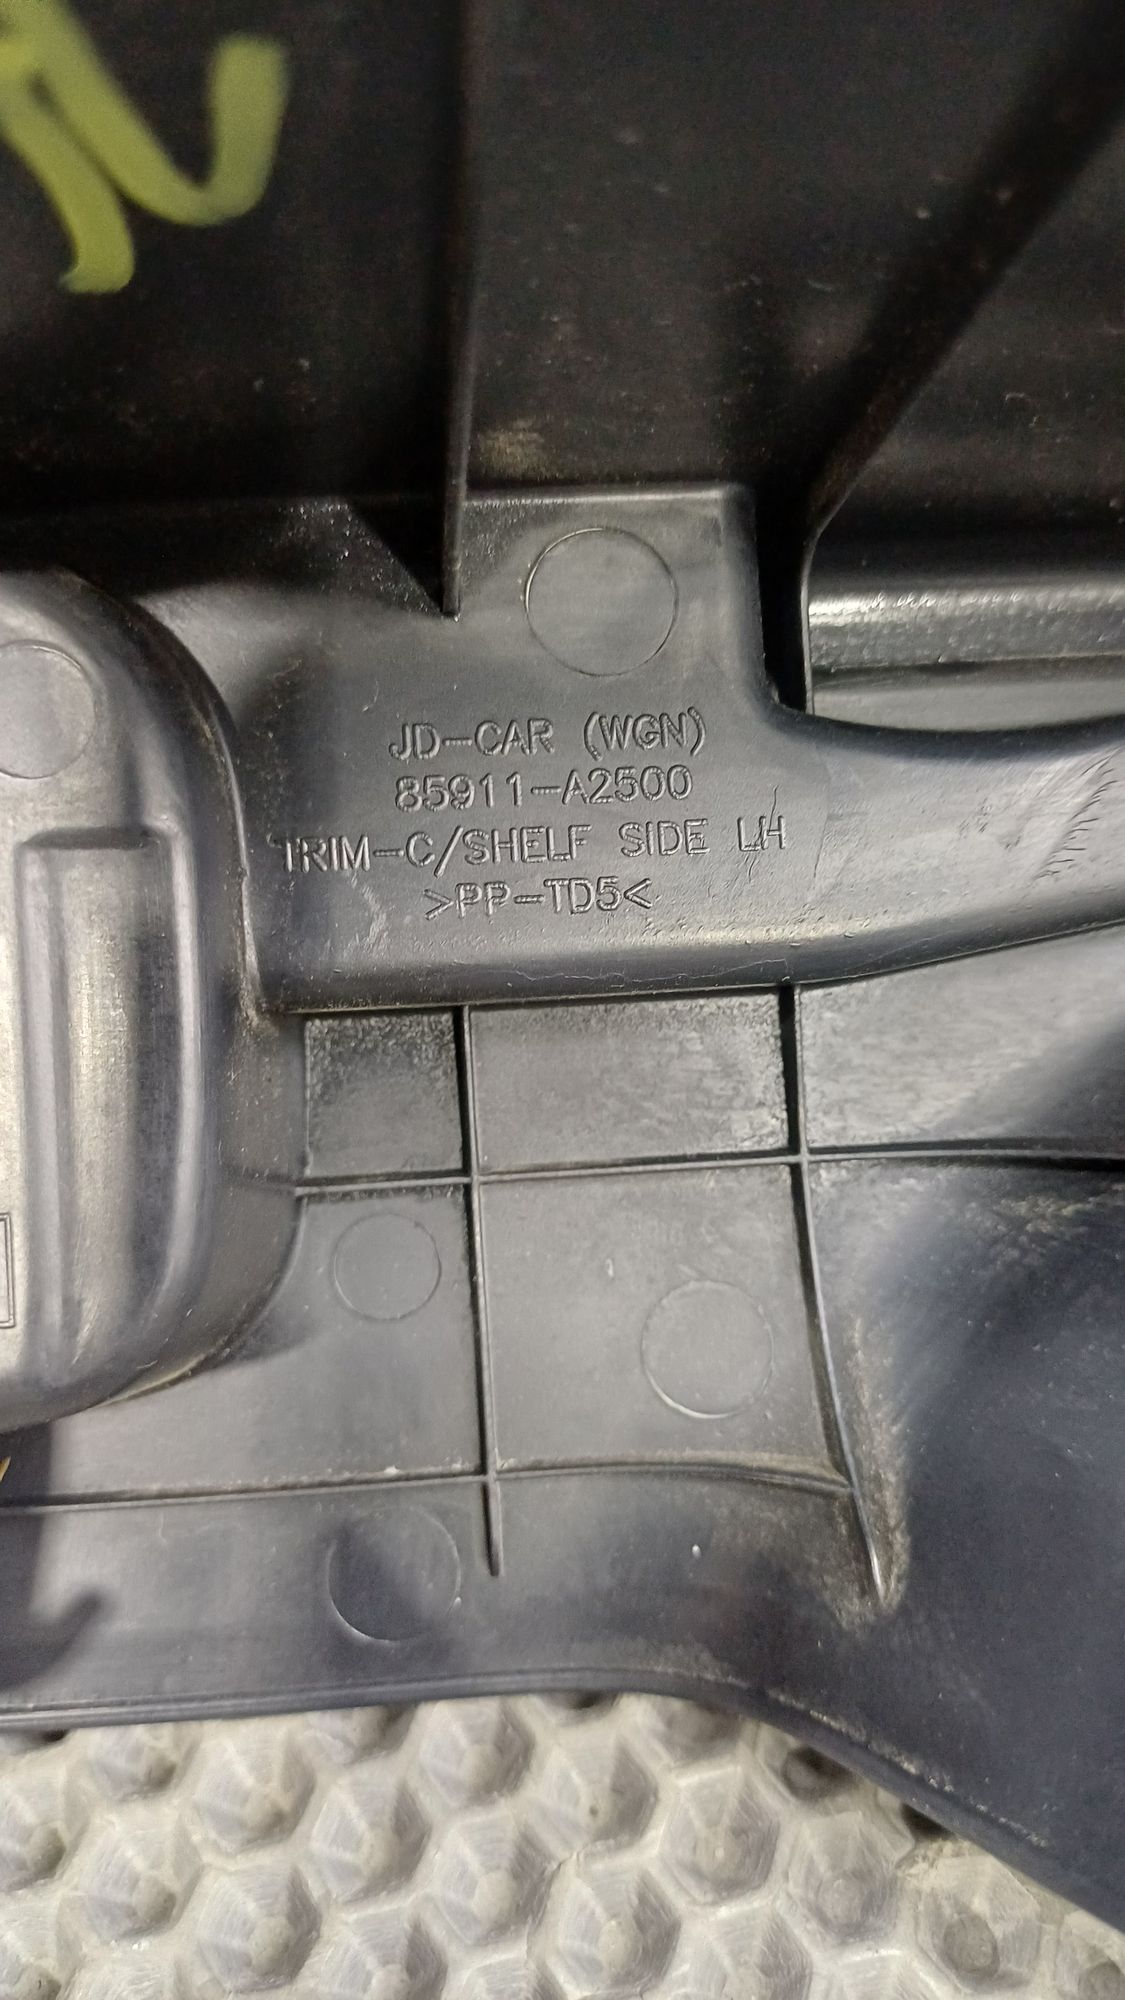 JD-CAR (WGN)
85911-A2500
TRIM-C/SHELF SIDE LH
>PP-TD5<